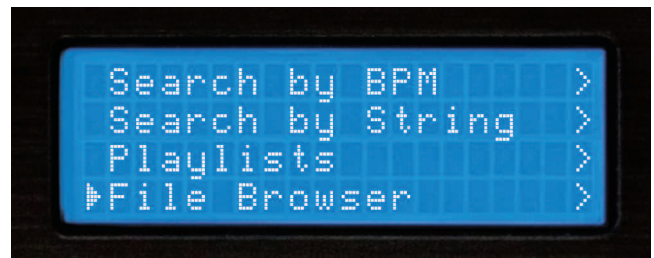 Search by BPM >
Search by String >
Playlists >
▶File Browser >